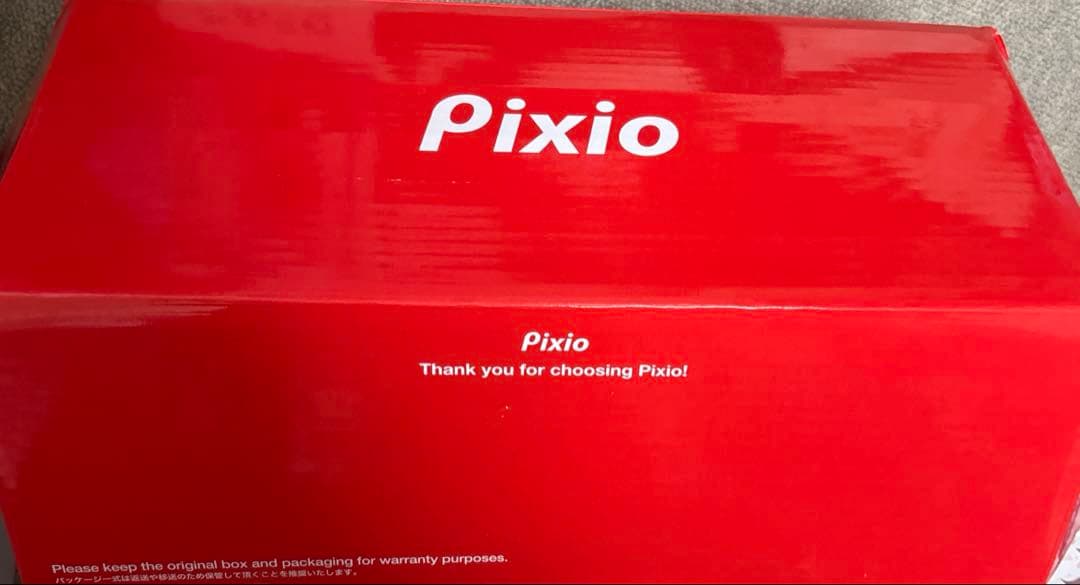 Pixio
Pixio
Thank you for choosing Pixio!
Please keep the original box and packaging for warranty purposes.
パッケージ一式は返送や移送のため保管して頂くことを推奨いたします。